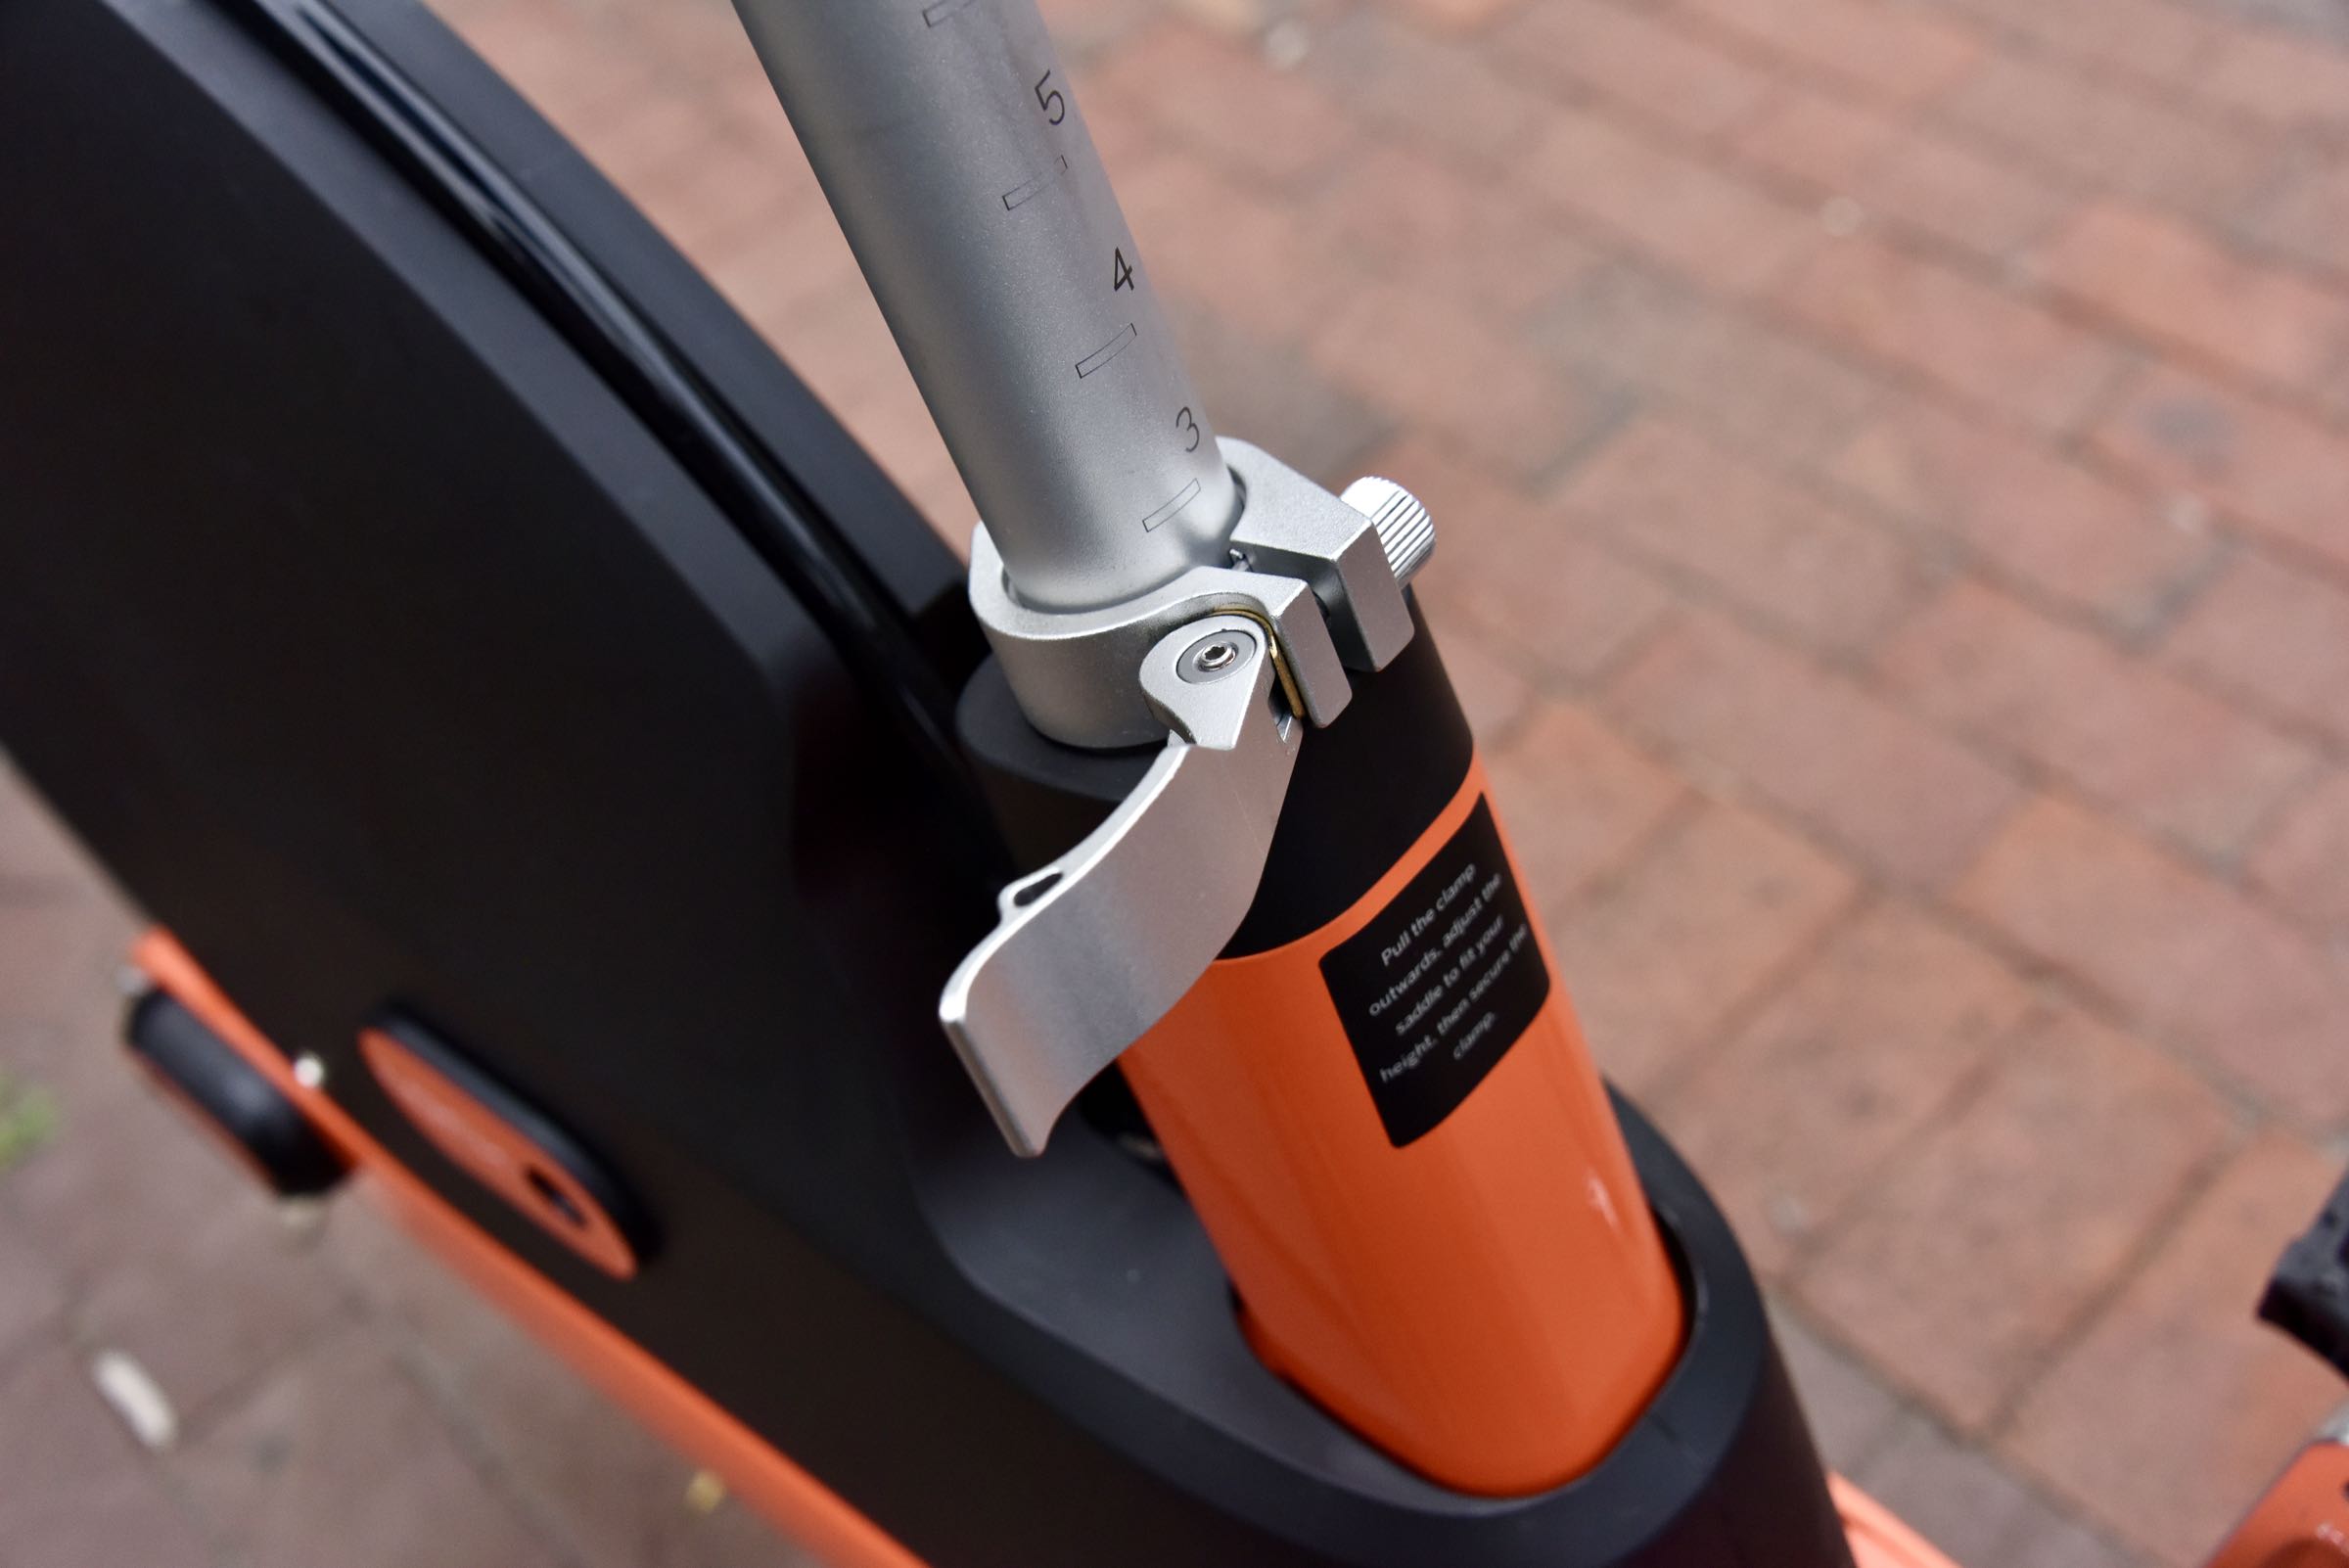 5
4
3
Pull the clamp
outwards, adjust the
saddle to fit your
height, then secure the
clamp.